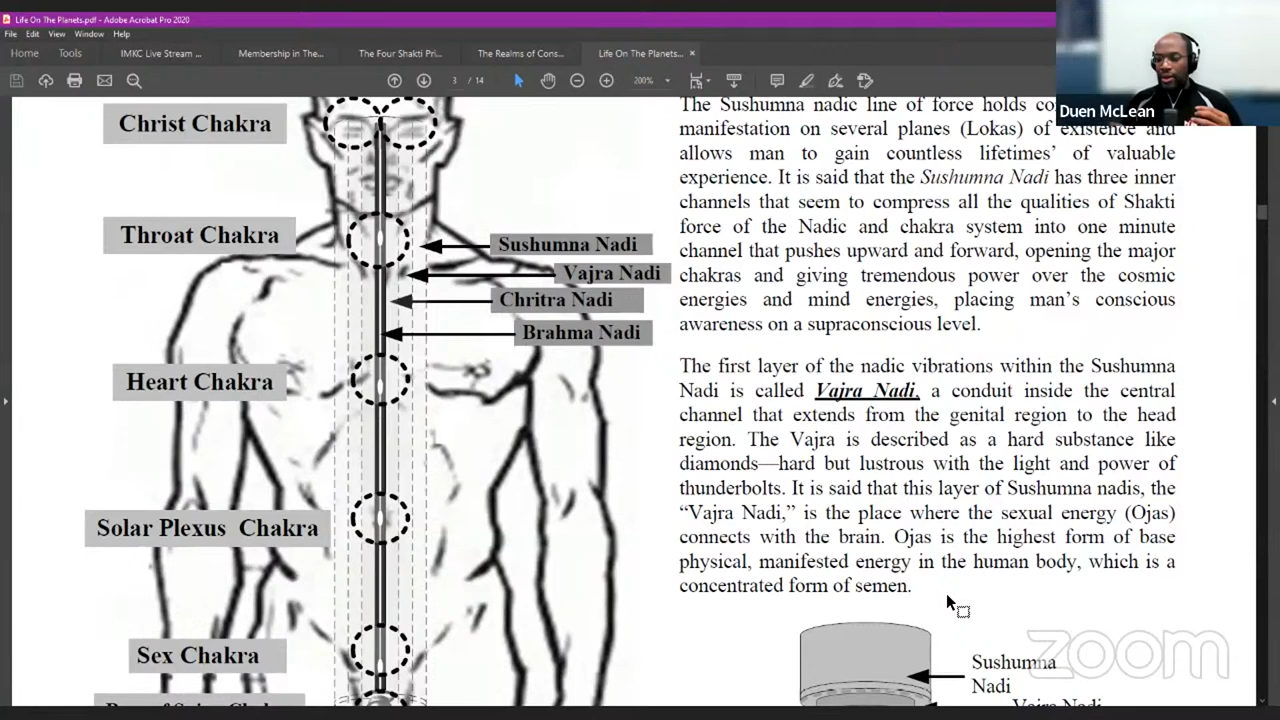 Life On The Planets.pdf - Adobe Acrobat Pro 2020
File Edit View Window Help
Home Tools IMKC Live Stream ... Membership in The... The Four Shakti Pri... The Realms of Cons... Life On The Planets... ×
3 / 14 200%
Duen McLean
Christ Chakra
Throat Chakra
Sushumna Nadi
Vajra Nadi
Chritra Nadi
Brahma Nadi
Heart Chakra
Solar Plexus Chakra
Sex Chakra
The Sushumna nadic line of force holds
manifestation on several planes (Lokas) of existence and
allows man to gain countless lifetimes’ of valuable
experience. It is said that the Sushumna Nadi has three inner
channels that seem to compress all the qualities of Shakti
force of the Nadic and chakra system into one minute
channel that pushes upward and forward, opening the major
chakras and giving tremendous power over the cosmic
energies and mind energies, placing man’s conscious
awareness on a supraconscious level.
The first layer of the nadic vibrations within the Sushumna
Nadi is called Vajra Nadi, a conduit inside the central
channel that extends from the genital region to the head
region. The Vajra is described as a hard substance like
diamonds—hard but lustrous with the light and power of
thunderbolts. It is said that this layer of Sushumna nadis, the
“Vajra Nadi,” is the place where the sexual energy (Ojas)
connects with the brain. Ojas is the highest form of base
physical, manifested energy in the human body, which is a
concentrated form of semen.
Sushumna
Nadi
Vajra Nadi
zoom